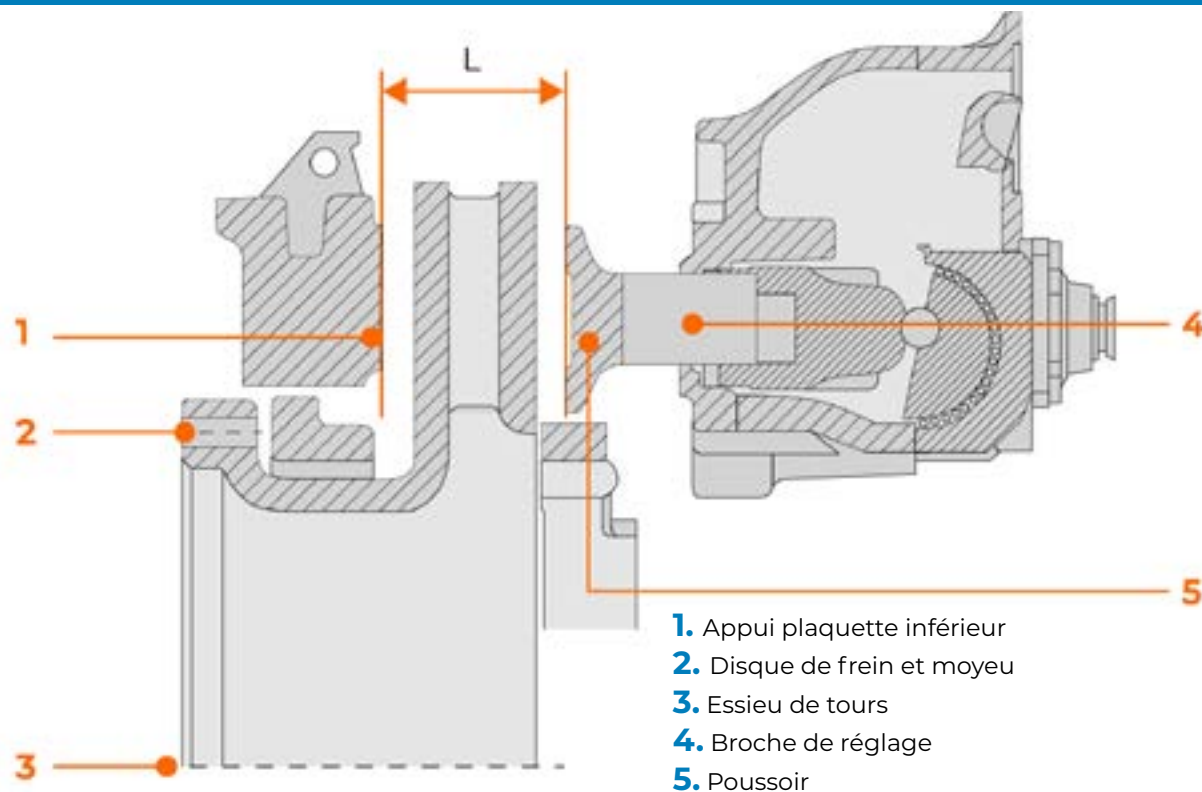 L
1
4
2
5
1. Appui plaquette inférieur
2. Disque de frein et moyeu
3. Essieu de tours
4. Broche de réglage
5. Poussoir
3